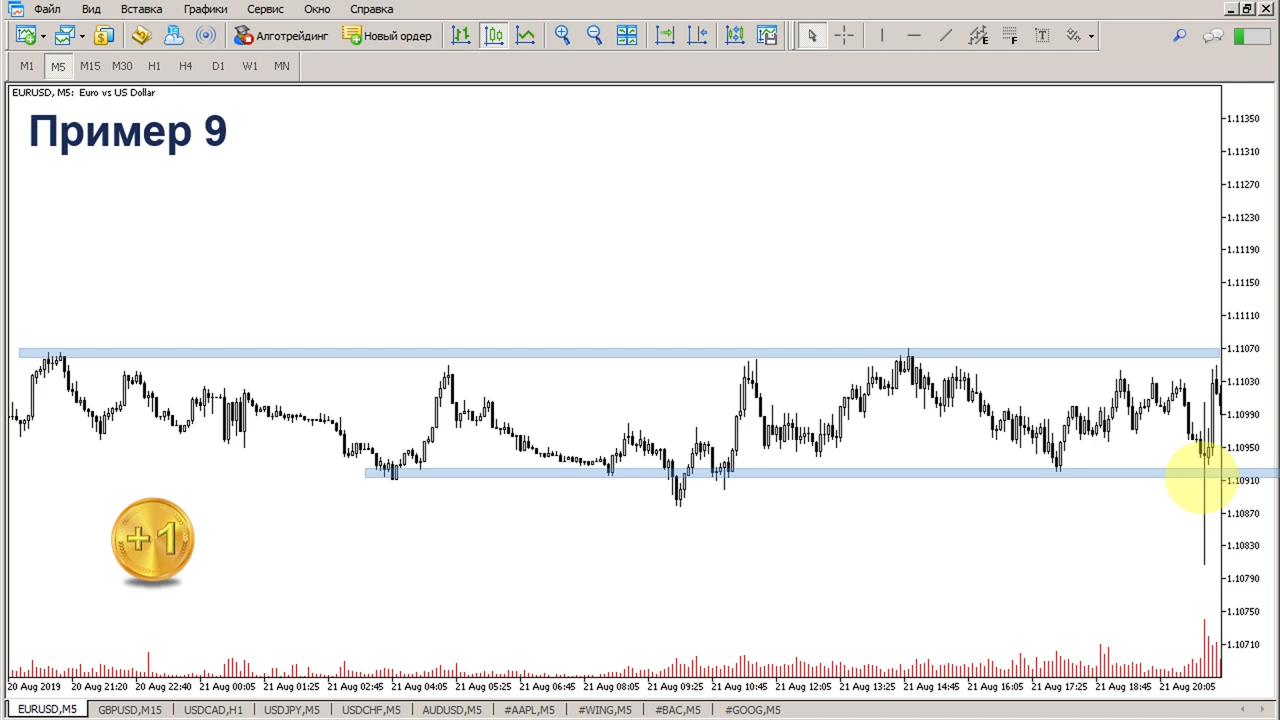 Файл Вид Вставка Графики Сервис Окно Справка
Алготрейдинг Новый ордер
E F T
M1 M5 M15 M30 H1 H4 D1 W1 MN
EURUSD, M5: Euro vs US Dollar
Пример 9
1.11350
1.11310
1.11270
1.11230
1.11190
1.11150
1.11110
1.11070
1.11030
1.10990
1.10950
1.10910
1.10870
1.10830
1.10790
1.10750
1.10710
+1
20 Aug 2019 20 Aug 21:20 20 Aug 22:40 21 Aug 00:05 21 Aug 01:25 21 Aug 02:45 21 Aug 04:05 21 Aug 05:25 21 Aug 06:45 21 Aug 08:05 21 Aug 09:25 21 Aug 10:45 21 Aug 12:05 21 Aug 13:25 21 Aug 14:45 21 Aug 16:05 21 Aug 17:25 21 Aug 18:45 21 Aug 20:05
EURUSD,M5 GBPUSD,M15 USDCAD,H1 USDJPY,M5 USDCHF,M5 AUDUSD,M5 #AAPL,M5 #WING,M5 #BAC,M5 #GOOG,M5